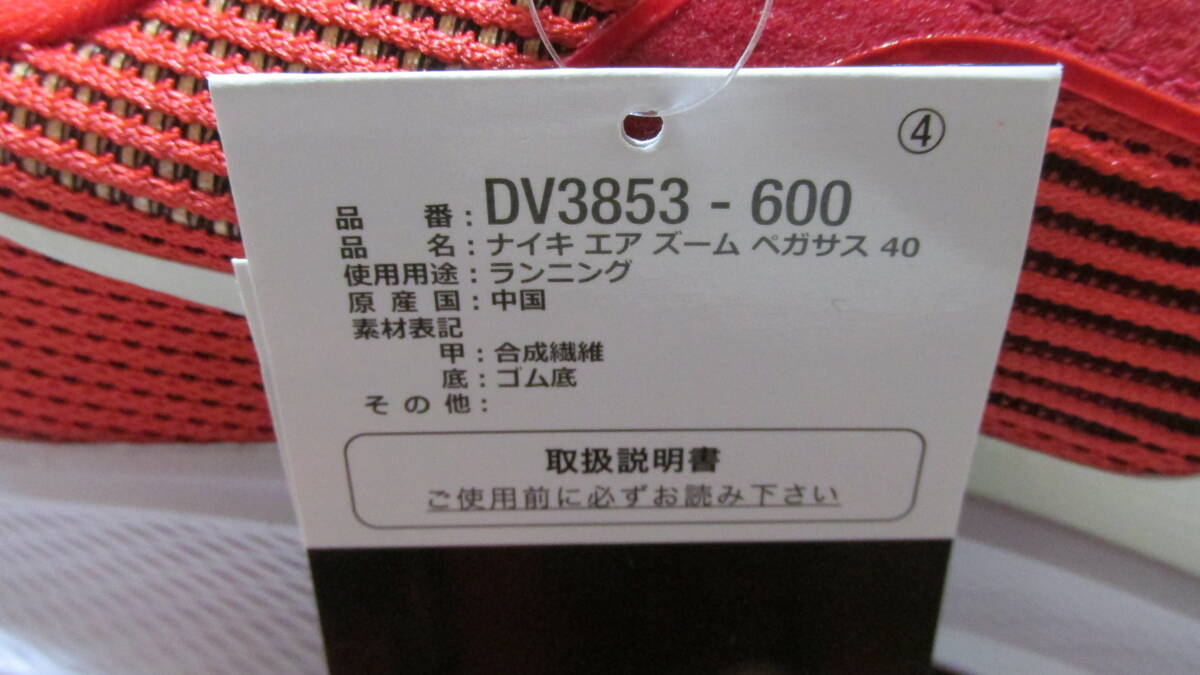 ④
品 番 : DV3853 - 600
品 名 : ナイキ エア ズーム ペガサス 40
使用用途 : ランニング
原 産 国 : 中国
素材表記
甲 : 合成繊維
底 : ゴム底
そ の 他 :
取扱説明書
ご使用前に必ずお読み下さい